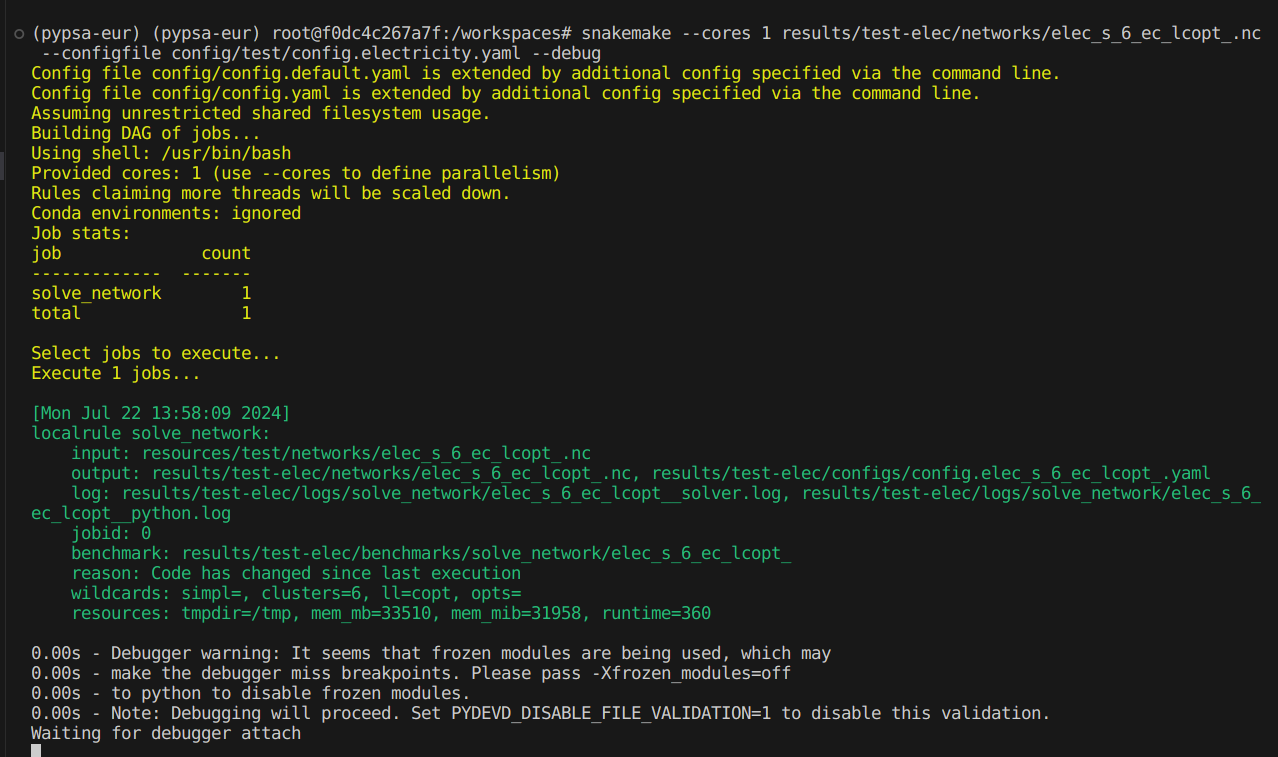 (pypsa-eur) (pypsa-eur) root@f0dc4c267a7f:/workspaces# snakemake --cores 1 results/test-elec/networks/elec_s_6_ec_lcopt_.nc
 --configfile config/test/config.electricity.yaml --debug
Config file config/config.default.yaml is extended by additional config specified via the command line.
Config file config/config.yaml is extended by additional config specified via the command line.
Assuming unrestricted shared filesystem usage.
Building DAG of jobs...
Using shell: /usr/bin/bash
Provided cores: 1 (use --cores to define parallelism)
Rules claiming more threads will be scaled down.
Conda environments: ignored
Job stats:
job              count
-------------  -------
solve_network        1
total                1

Select jobs to execute...
Execute 1 jobs...

[Mon Jul 22 13:58:09 2024]
localrule solve_network:
    input: resources/test/networks/elec_s_6_ec_lcopt_.nc
    output: results/test-elec/networks/elec_s_6_ec_lcopt_.nc, results/test-elec/configs/config.elec_s_6_ec_lcopt_.yaml
    log: results/test-elec/logs/solve_network/elec_s_6_ec_lcopt__solver.log, results/test-elec/logs/solve_network/elec_s_6_
ec_lcopt__python.log
    jobid: 0
    benchmark: results/test-elec/benchmarks/solve_network/elec_s_6_ec_lcopt_
    reason: Code has changed since last execution
    wildcards: simpl=, clusters=6, ll=copt, opts=
    resources: tmpdir=/tmp, mem_mb=33510, mem_mib=31958, runtime=360

0.00s - Debugger warning: It seems that frozen modules are being used, which may
0.00s - make the debugger miss breakpoints. Please pass -Xfrozen_modules=off
0.00s - to python to disable frozen modules.
0.00s - Note: Debugging will proceed. Set PYDEVD_DISABLE_FILE_VALIDATION=1 to disable this validation.
Waiting for debugger attach